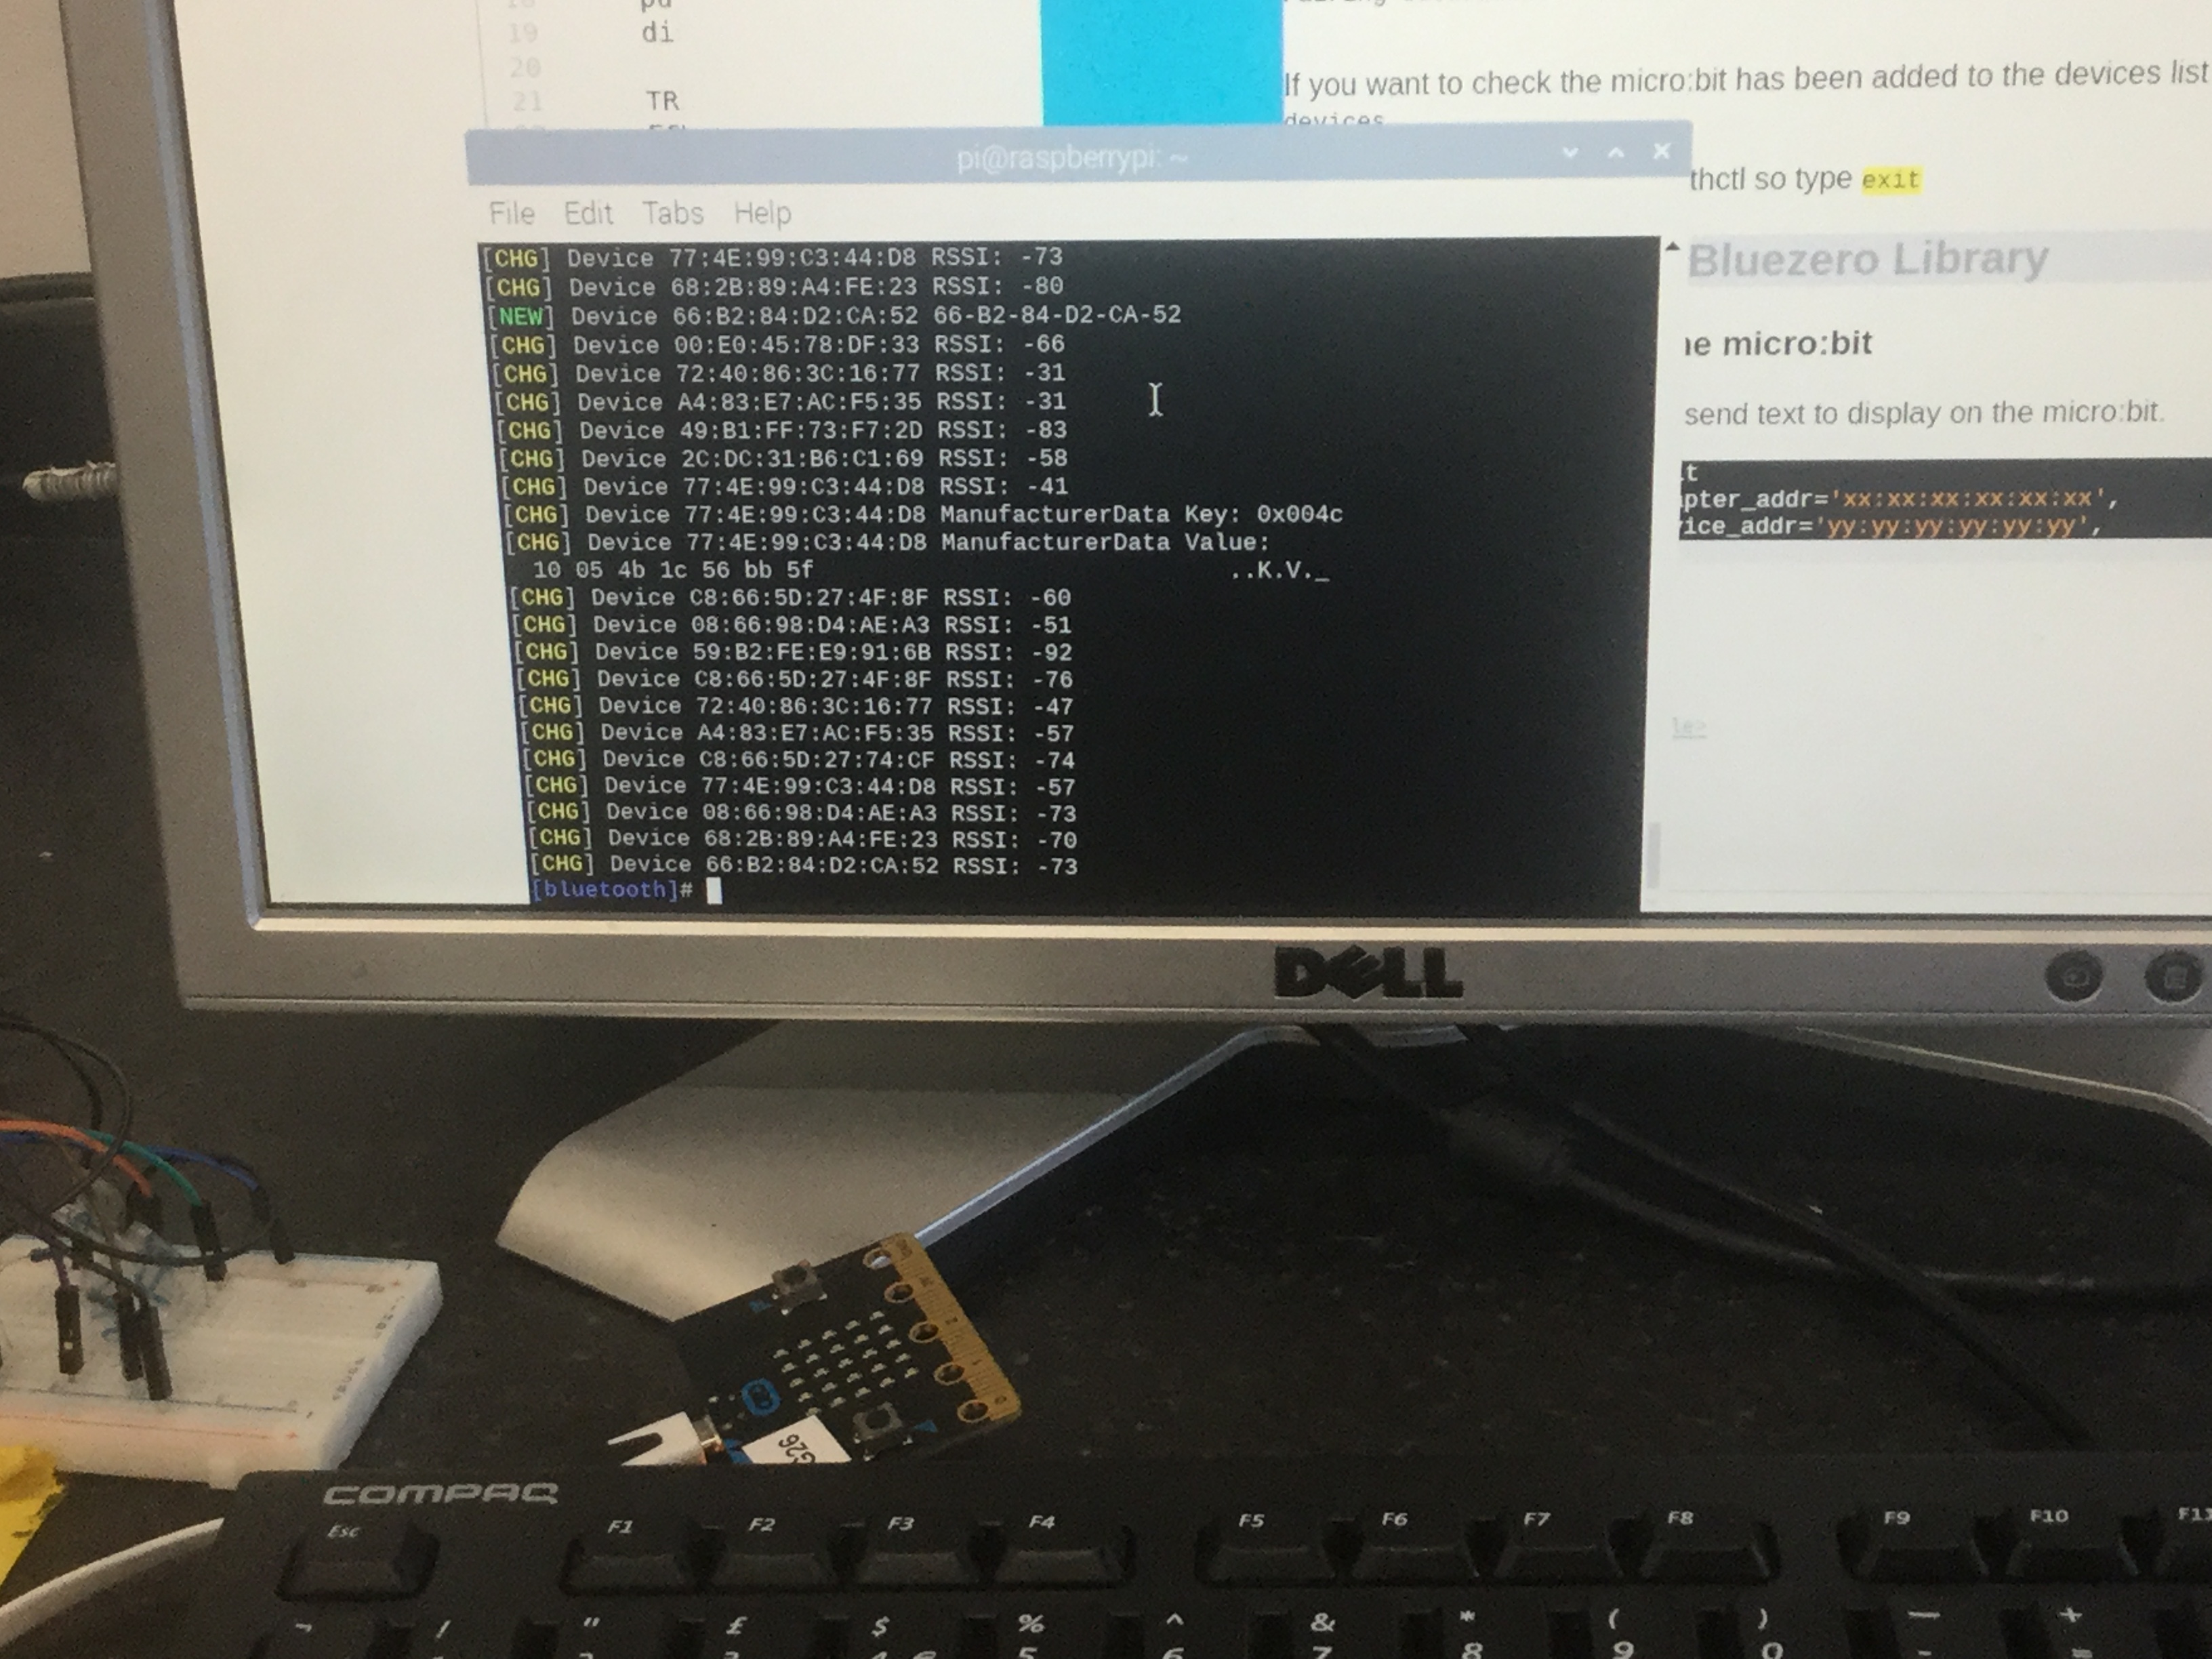 19 di
20
21 TR
If you want to check the micro:bit has been added to the devices list
devices
pi@raspberrypi: ~
thctl so type exit
File Edit Tabs Help
[CHG] Device 77:4E:99:C3:44:D8 RSSI: -73
[CHG] Device 68:2B:89:A4:FE:23 RSSI: -80
[NEW] Device 66:B2:84:D2:CA:52 66-B2-84-D2-CA-52
[CHG] Device 00:E0:45:78:DF:33 RSSI: -66
[CHG] Device 72:40:86:3C:16:77 RSSI: -31
[CHG] Device A4:83:E7:AC:F5:35 RSSI: -31
[CHG] Device 49:B1:FF:73:F7:2D RSSI: -83
[CHG] Device 2C:DC:31:B6:C1:69 RSSI: -58
[CHG] Device 77:4E:99:C3:44:D8 RSSI: -41
[CHG] Device 77:4E:99:C3:44:D8 ManufacturerData Key: 0x004c
[CHG] Device 77:4E:99:C3:44:D8 ManufacturerData Value:
10 05 4b 1c 56 bb 5f ..K.V._
[CHG] Device C8:66:5D:27:4F:8F RSSI: -60
[CHG] Device 08:66:98:D4:AE:A3 RSSI: -51
[CHG] Device 59:B2:FE:E9:91:6B RSSI: -92
[CHG] Device C8:66:5D:27:4F:8F RSSI: -76
[CHG] Device 72:40:86:3C:16:77 RSSI: -47
[CHG] Device A4:83:E7:AC:F5:35 RSSI: -57
[CHG] Device C8:66:5D:27:74:CF RSSI: -74
[CHG] Device 77:4E:99:C3:44:D8 RSSI: -57
[CHG] Device 08:66:98:D4:AE:A3 RSSI: -73
[CHG] Device 68:2B:89:A4:FE:23 RSSI: -70
[CHG] Device 66:B2:84:D2:CA:52 RSSI: -73
[bluetooth]#
Bluezero Library
e micro:bit
send text to display on the micro:bit.
t
pter_addr='xx:xx:xx:xx:xx:xx',
ice_addr='yy:yy:yy:yy:yy:yy',
le>
DELL
G26
COMPAQ
Esc F1 F2 F3 F4 F5 F6 F7 F8 F9 F10 F11
¬ ! " £ $ % ^ & * ( ) — +
5 6 7 8 9 0 - =